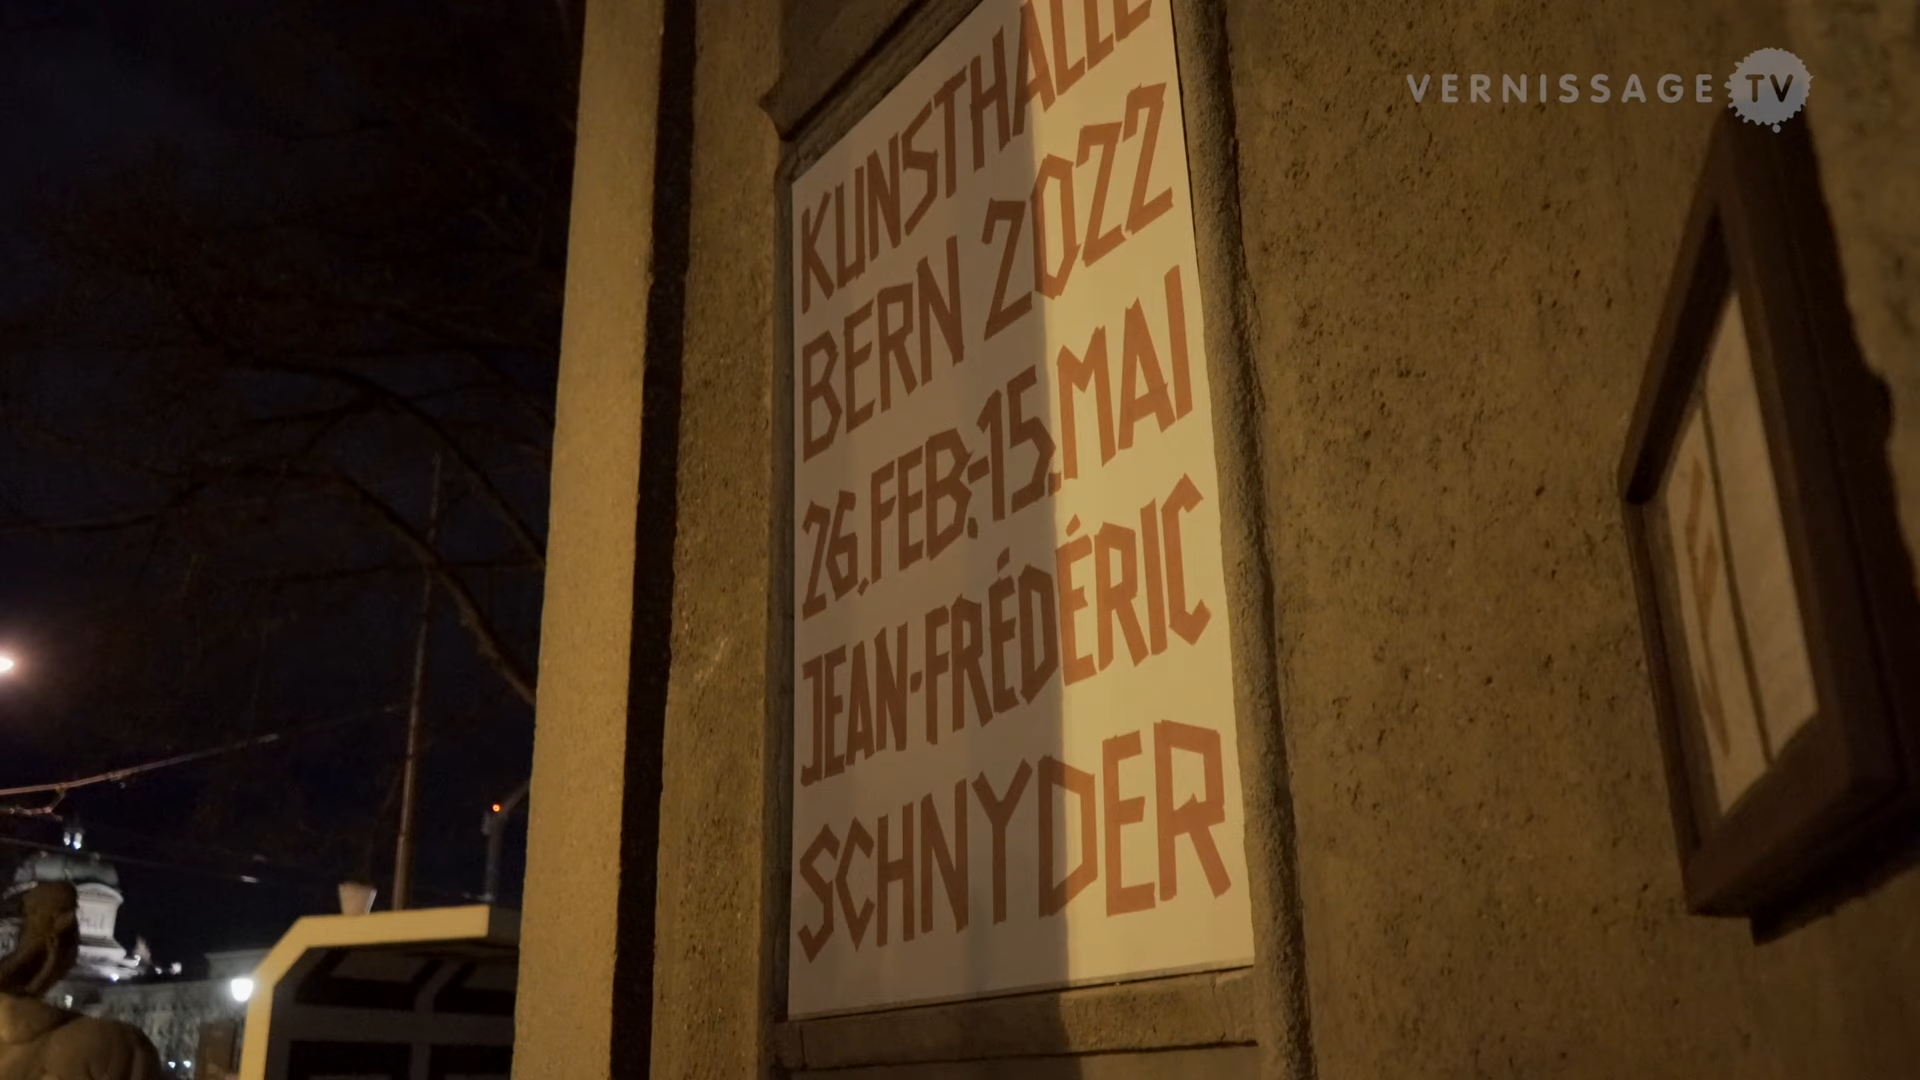 VERNISSAGE TV
KUNSTHALLE
BERN 2022
26.FEB.-15.MAI
JEAN-FRÉDÉRIC
SCHNYDER